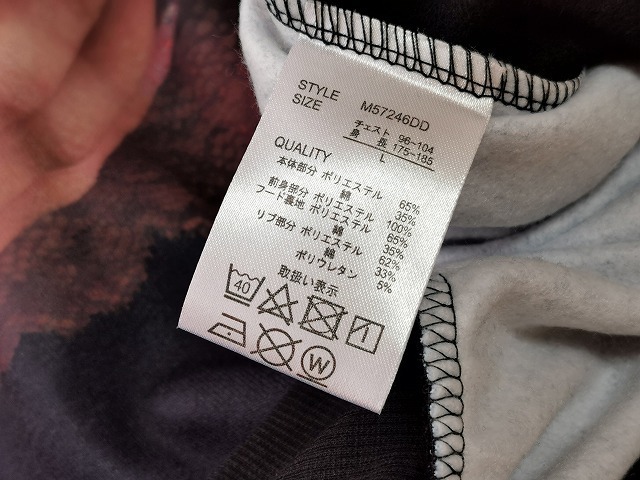 STYLE M57246DD
SIZE チェスト 96~104
身 長 175~185
L
QUALITY
本体部分 ポリエステル 65%
綿 35%
前身部分 ポリエステル 100%
フード裏地 ポリエステル 65%
綿 35%
リブ部分 ポリエステル 62%
綿 33%
ポリウレタン 5%
取扱い表示
40
W